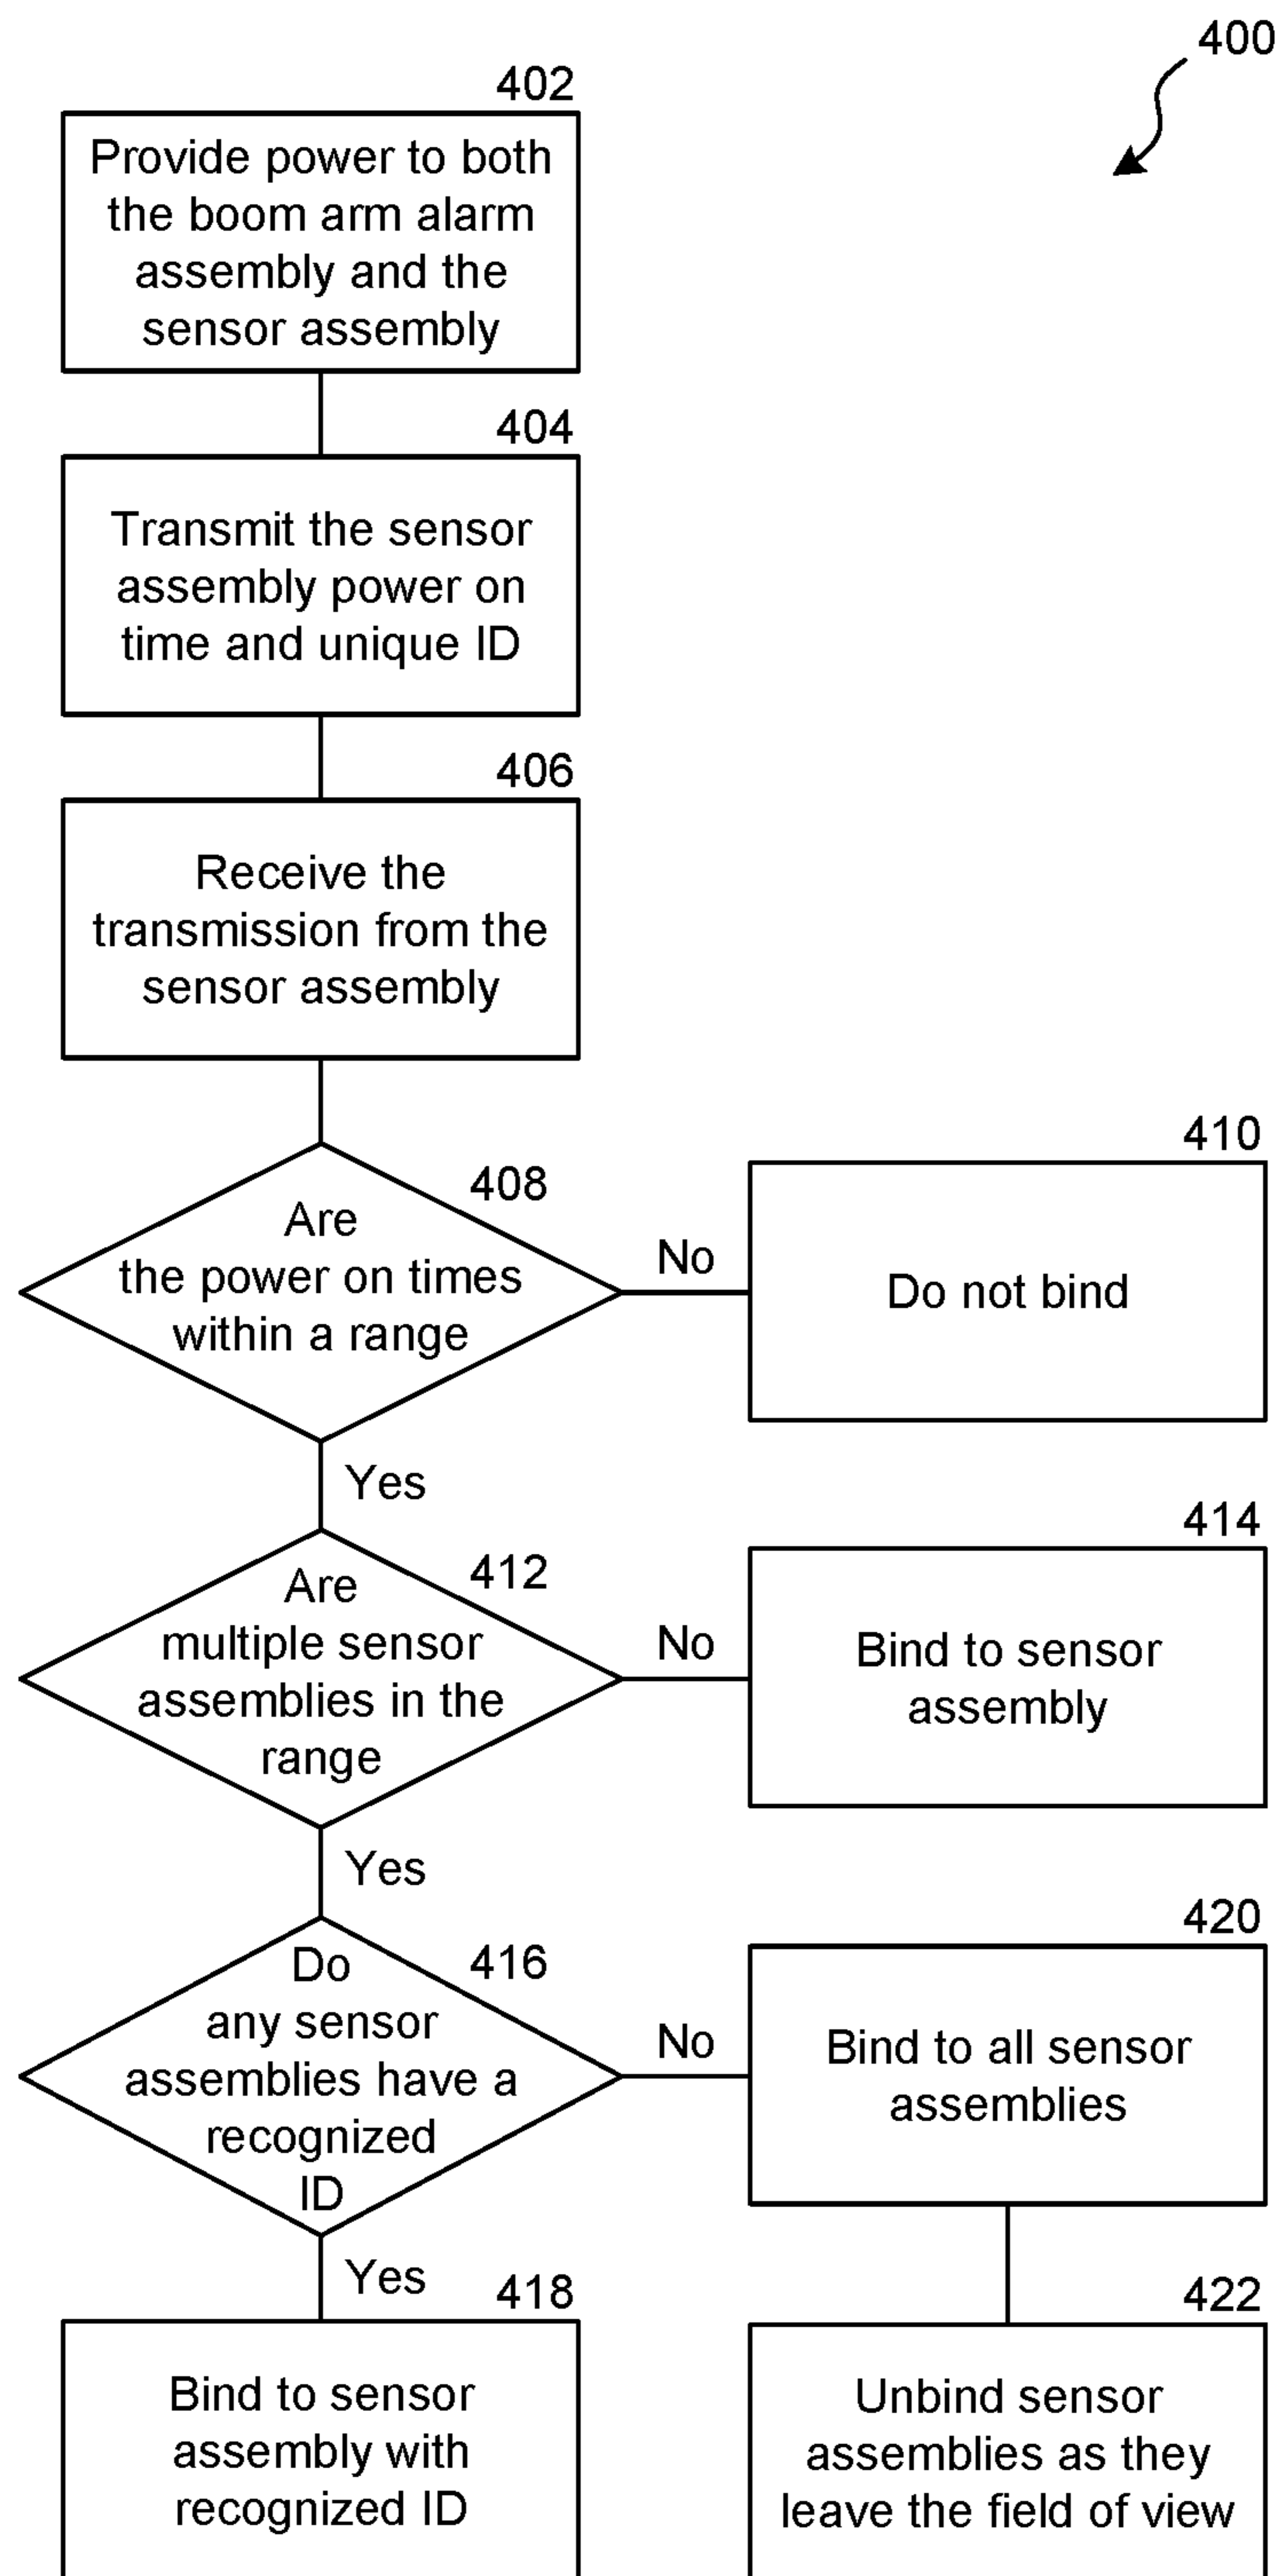 400
402
Provide power to both
the boom arm alarm
assembly and the
sensor assembly
404
Transmit the sensor
assembly power on
time and unique ID
406
Receive the
transmission from the
sensor assembly
408
Are
the power on times
within a range
No
410
Do not bind
Yes
412
Are
multiple sensor
assemblies in the
range
No
414
Bind to sensor
assembly
Yes
416
Do
any sensor
assemblies have a
recognized
ID
No
420
Bind to all sensor
assemblies
Yes
418
Bind to sensor
assembly with
recognized ID
422
Unbind sensor
assemblies as they
leave the field of view